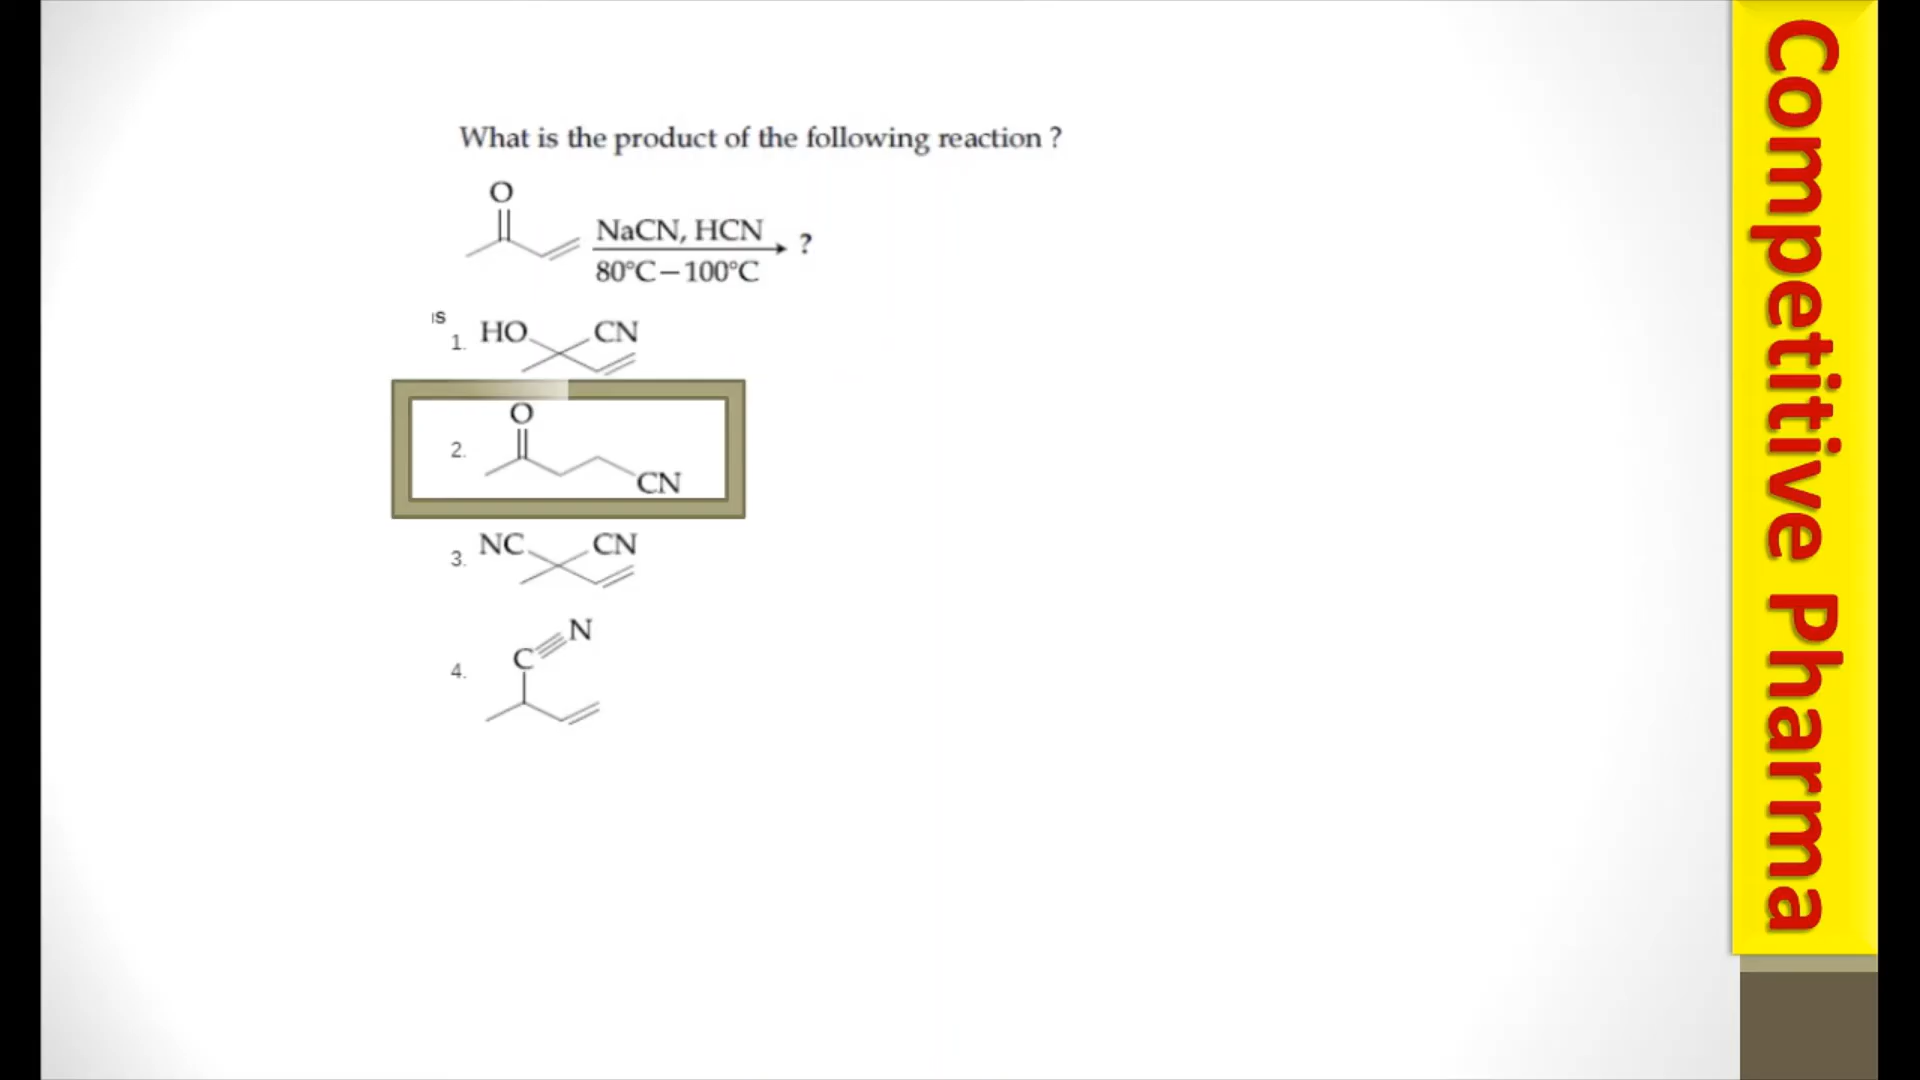 What is the product of the following reaction ?
O
NaCN, HCN
80°C – 100°C
?
is
1. HO CN
O
2.
CN
3. NC CN
N
C
4.
Competitive Pharma